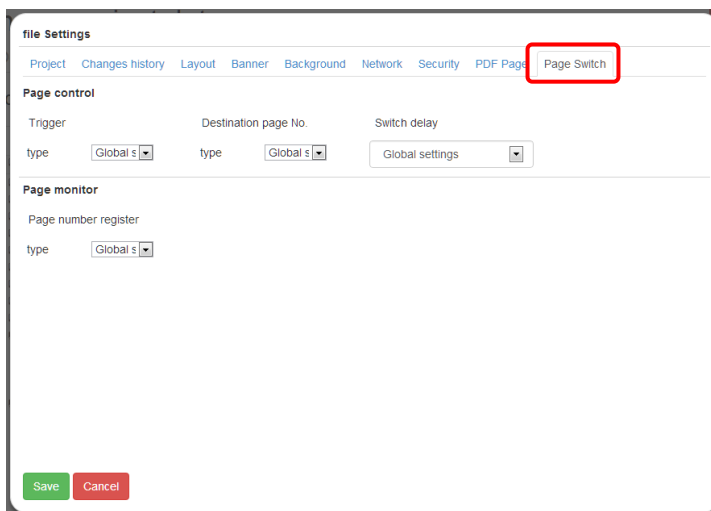 file Settings
Project Changes history Layout Banner Background Network Security PDF Page Page Switch
Page control
Trigger Destination page No. Switch delay
type Global s type Global s Global settings
Page monitor
Page number register
type Global s
Save Cancel